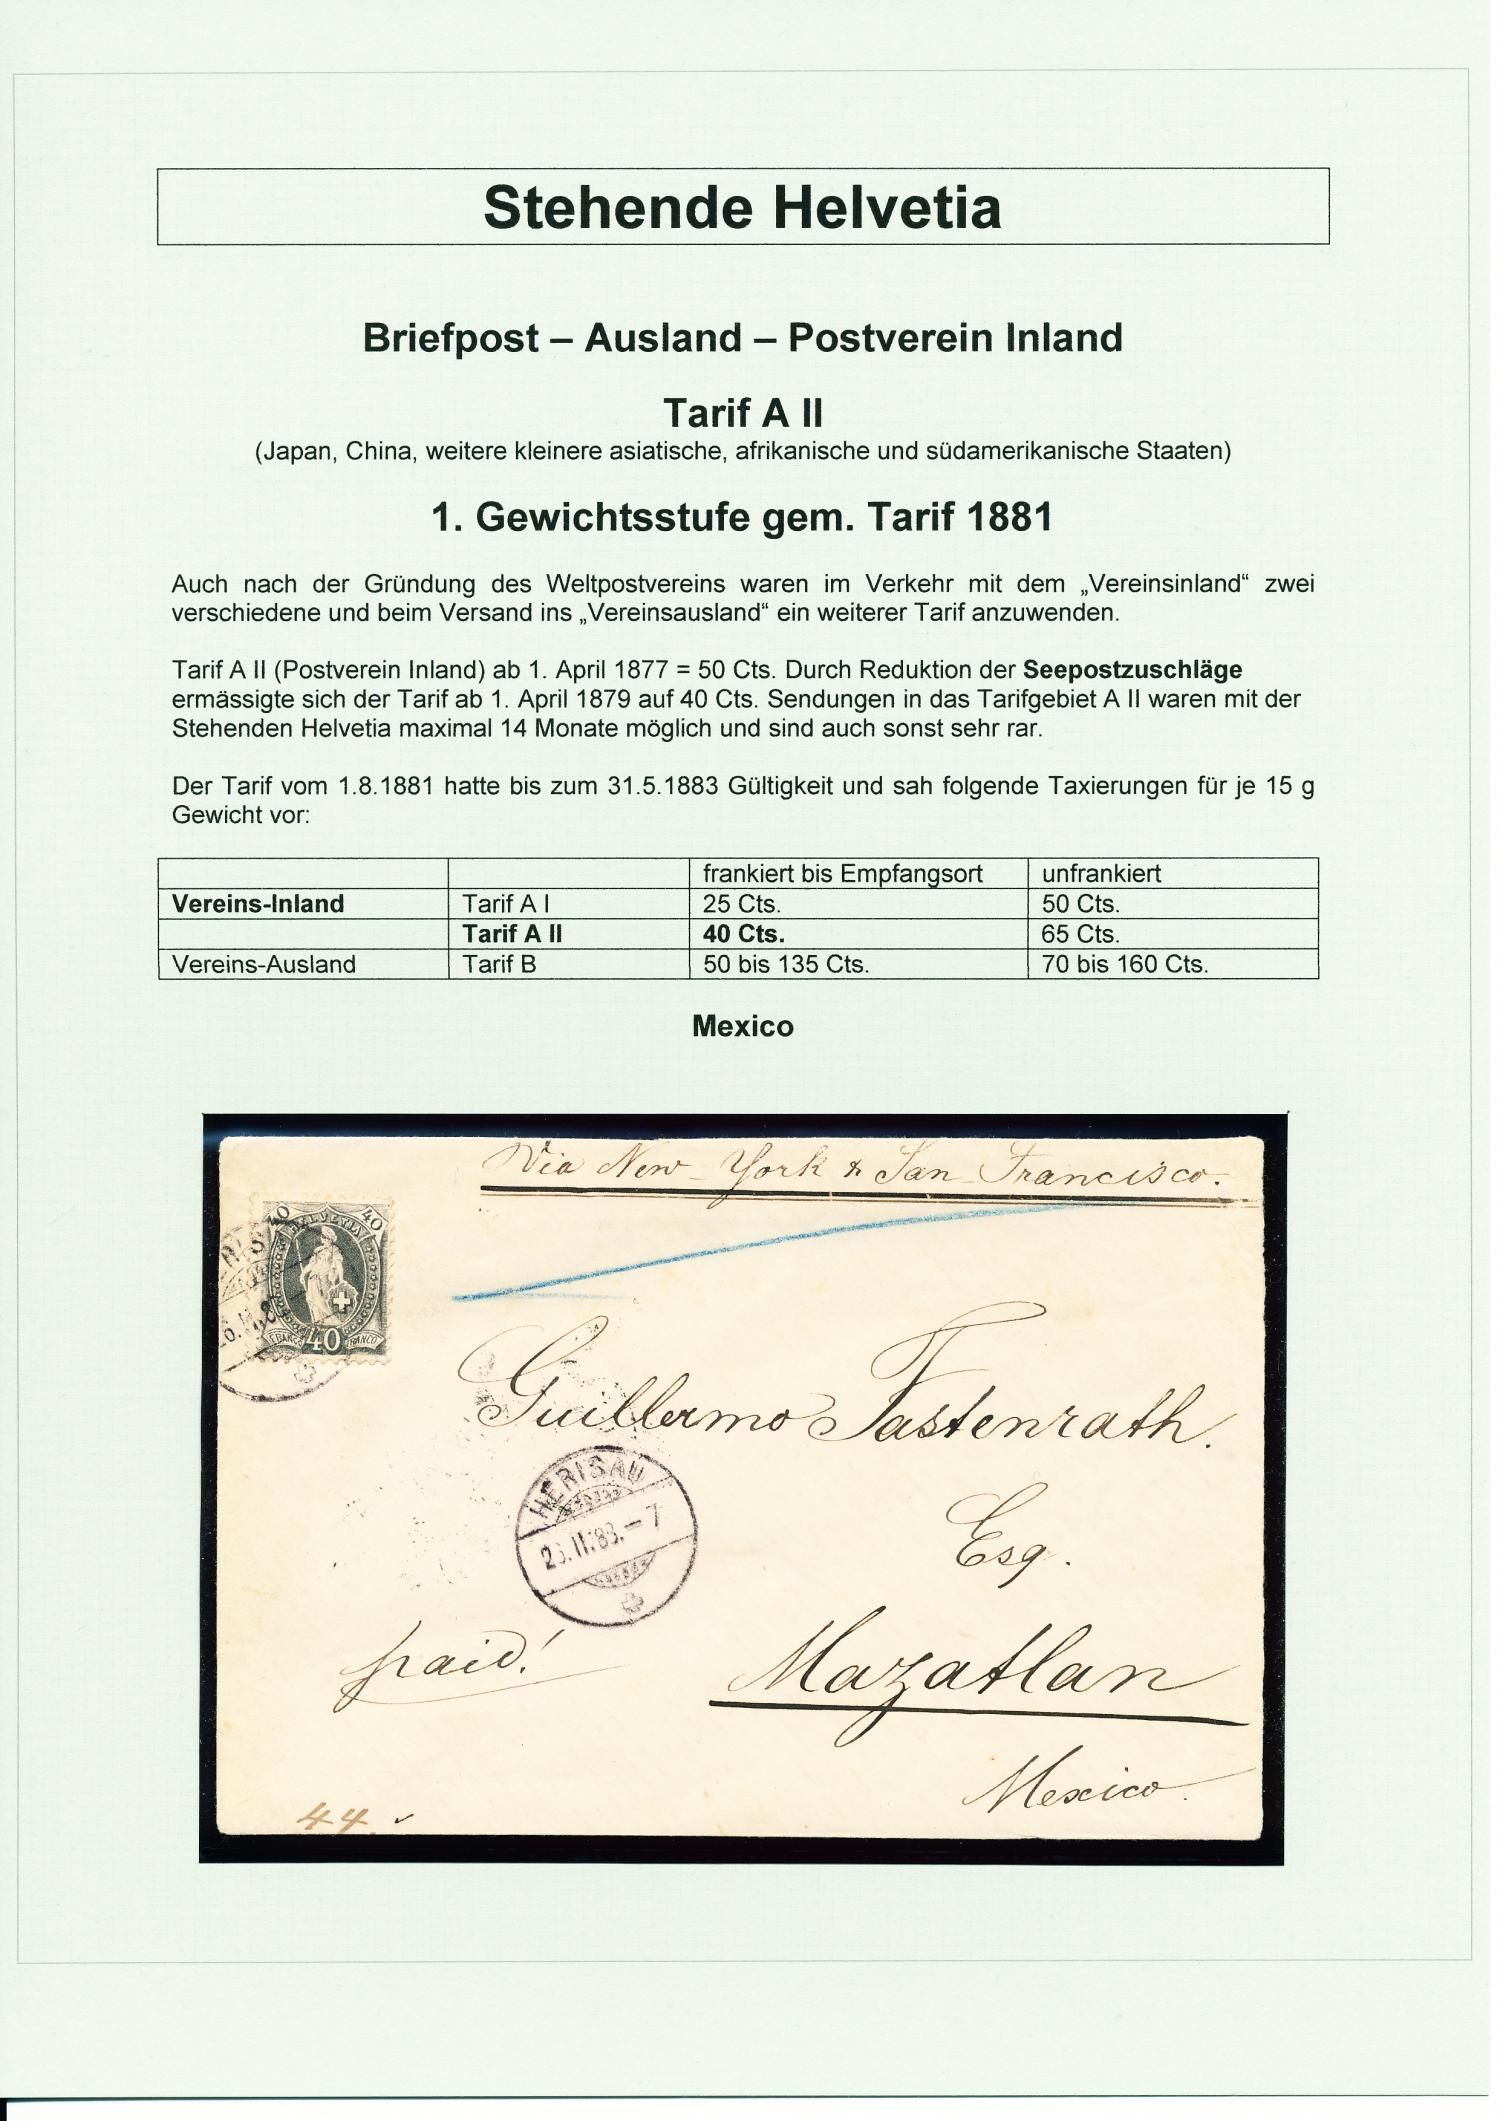 Stehende Helvetia
Briefpost – Ausland – Postverein Inland
Tarif A II
(Japan, China, weitere kleinere asiatische, afrikanische und südamerikanische Staaten)
1. Gewichtsstufe gem. Tarif 1881
Auch nach der Gründung des Weltpostvereins waren im Verkehr mit dem „Vereinsinland“ zwei
verschiedene und beim Versand ins „Vereinsausland“ ein weiterer Tarif anzuwenden.
Tarif A II (Postverein Inland) ab 1. April 1877 = 50 Cts. Durch Reduktion der Seepostzuschläge
ermässigte sich der Tarif ab 1. April 1879 auf 40 Cts. Sendungen in das Tarifgebiet A II waren mit der
Stehenden Helvetia maximal 14 Monate möglich und sind auch sonst sehr rar.
Der Tarif vom 1.8.1881 hatte bis zum 31.5.1883 Gültigkeit und sah folgende Taxierungen für je 15 g
Gewicht vor:
frankiert bis Empfangsort unfrankiert
Vereins-Inland Tarif A I 25 Cts. 50 Cts.
Tarif A II 40 Cts. 65 Cts.
Vereins-Ausland Tarif B 50 bis 135 Cts. 70 bis 160 Cts.
Mexico
Via New-York & San Francisco.
40 40
HELVETIA
FRANCO 40 FRANCO
Guillermo Fastenrath.
Esq.
HERISAU
II.83.–7
paid!
Mazatlan
Mexico.
44.